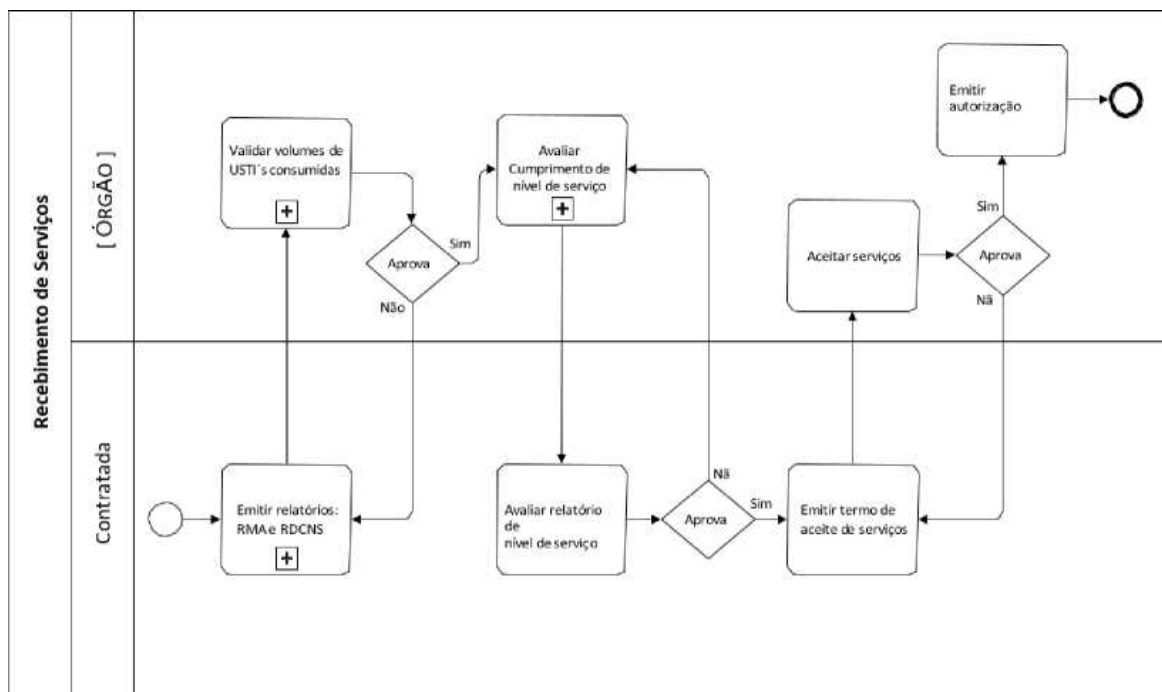 Recebimento de Serviços
[ ÓRGÃO ]
Contratada
Validar volumes de
USTI´s consumidas
Aprova
Sim
Não
Avaliar
Cumprimento de
nível de serviço
Emitir
autorização
Aceitar serviços
Sim
Aprova
Nã
Emitir relatórios:
RMA e RDCNS
Avaliar relatório
de
nível de serviço
Nã
Aprova
Sim
Emitir termo de
aceite de serviços